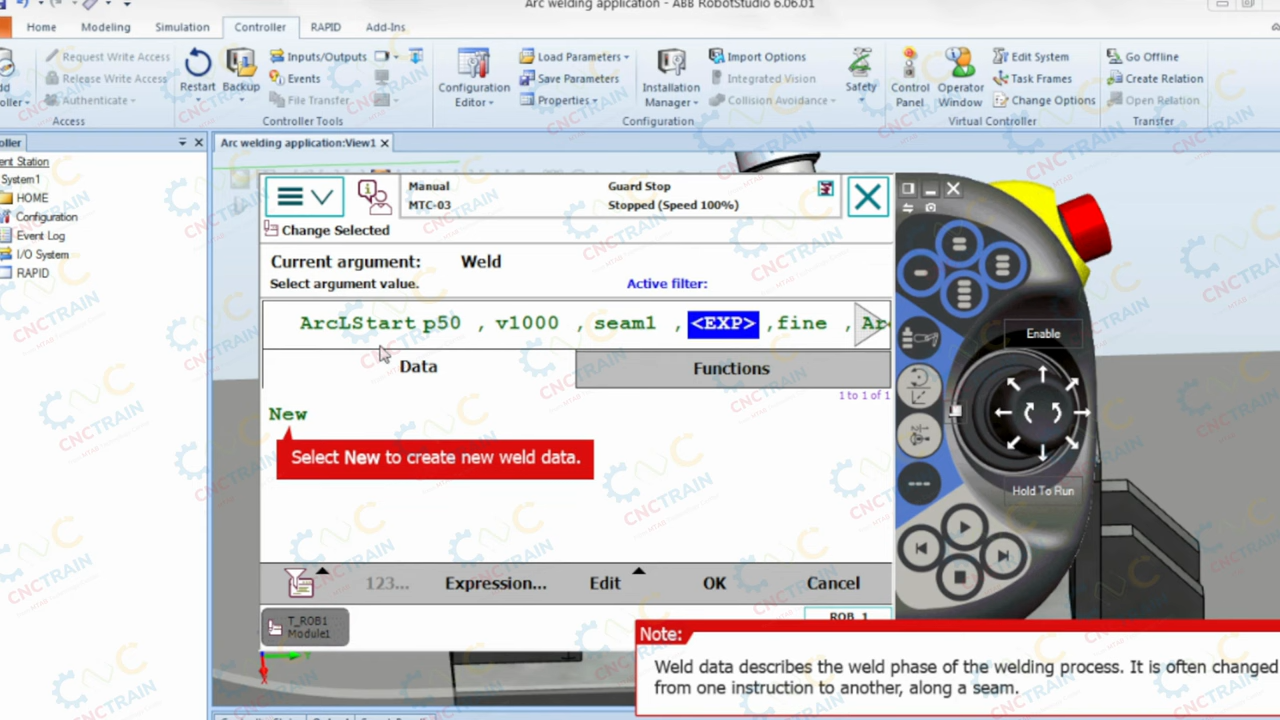 Arc welding application - ABB RobotStudio 6.06.01
Home Modeling Simulation Controller RAPID Add-Ins
Request Write Access
Release Write Access
Authenticate
Access
Restart Backup
Inputs/Outputs
Events
File Transfer
Controller Tools
Configuration
Editor
Load Parameters
Save Parameters
Properties
Installation
Manager
Import Options
Integrated Vision
Collision Avoidance
Configuration
Safety
Control
Panel
Operator
Window
Edit System
Task Frames
Change Options
Virtual Controller
Go Offline
Create Relation
Open Relation
Transfer
Arc welding application:View1
ent Station
System1
HOME
Configuration
Event Log
I/O System
RAPID
Manual
MTC-03
Guard Stop
Stopped (Speed 100%)
Change Selected
Current argument: Weld
Select argument value. Active filter:
ArcLStart p50 , v1000 , seam1 , <EXP> ,fine , Ar
Data Functions
1 to 1 of 1
New
Select New to create new weld data.
123... Expression... Edit OK Cancel
T_ROB1
Module1
ROB_1
Enable
Hold To Run
Note:
Weld data describes the weld phase of the welding process. It is often changed
from one instruction to another, along a seam.
CNCTRAIN